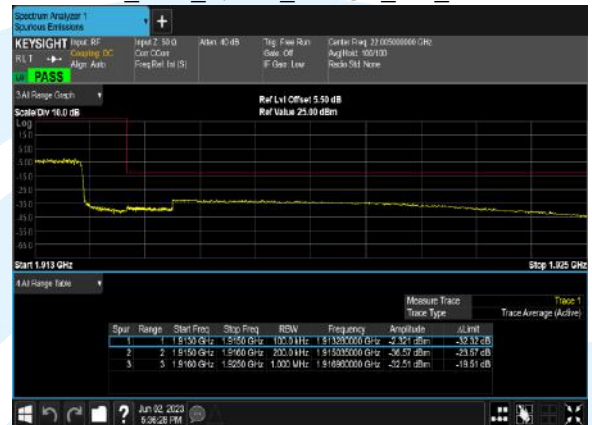 Spectrum Analyzer 1
Spurious Emissions
+
KEYSIGHT Input: RF Input Z: 50 Ω Atten: 40 dB Trig: Free Run Center Freq: 22.005000000 GHz
RLT Coupling: DC Corr CCorr Gate: Off Avg|Hold: 100/100
Align: Auto Freq Ref: Int (S) IF Gain: Low Radio Std: None
PASS
3.All Range Graph Ref Lvl Offset 5.50 dB
Scale/Div 10.0 dB Ref Value 25.00 dBm
Log
15.0
5.00
-5.00
-15.0
-25.0
-35.0
-45.0
-55.0
-65.0
Start 1.913 GHz Stop 1.925 GHz
4.All Range Table
Measure Trace Trace 1
Trace Type Trace Average (Active)
Spur Range Start Freq Stop Freq RBW Frequency Amplitude ΔLimit
1 1 1.9130 GHz 1.9150 GHz 100.0 kHz 1.913280000 GHz -2.321 dBm -32.32 dB
2 2 1.9150 GHz 1.9160 GHz 200.0 kHz 1.915035000 GHz -36.57 dBm -23.57 dB
3 3 1.9160 GHz 1.9250 GHz 1.000 MHz 1.916980000 GHz -32.51 dBm -19.51 dB
? Jun 02, 2023
5:36:28 PM